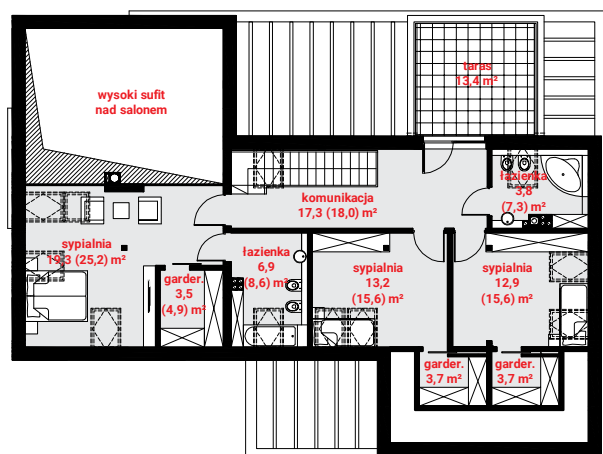 taras
13,4 m²
wysoki sufit
nad salonem
łazienka
3,8
(7,3) m²
komunikacja
17,3 (18,0) m²
sypialnia
19,3 (25,2) m²
łazienka
6,9
(8,6) m²
sypialnia
13,2
(15,6) m²
sypialnia
12,9
(15,6) m²
garder.
3,5
(4,9) m²
garder.
3,7 m²
garder.
3,7 m²